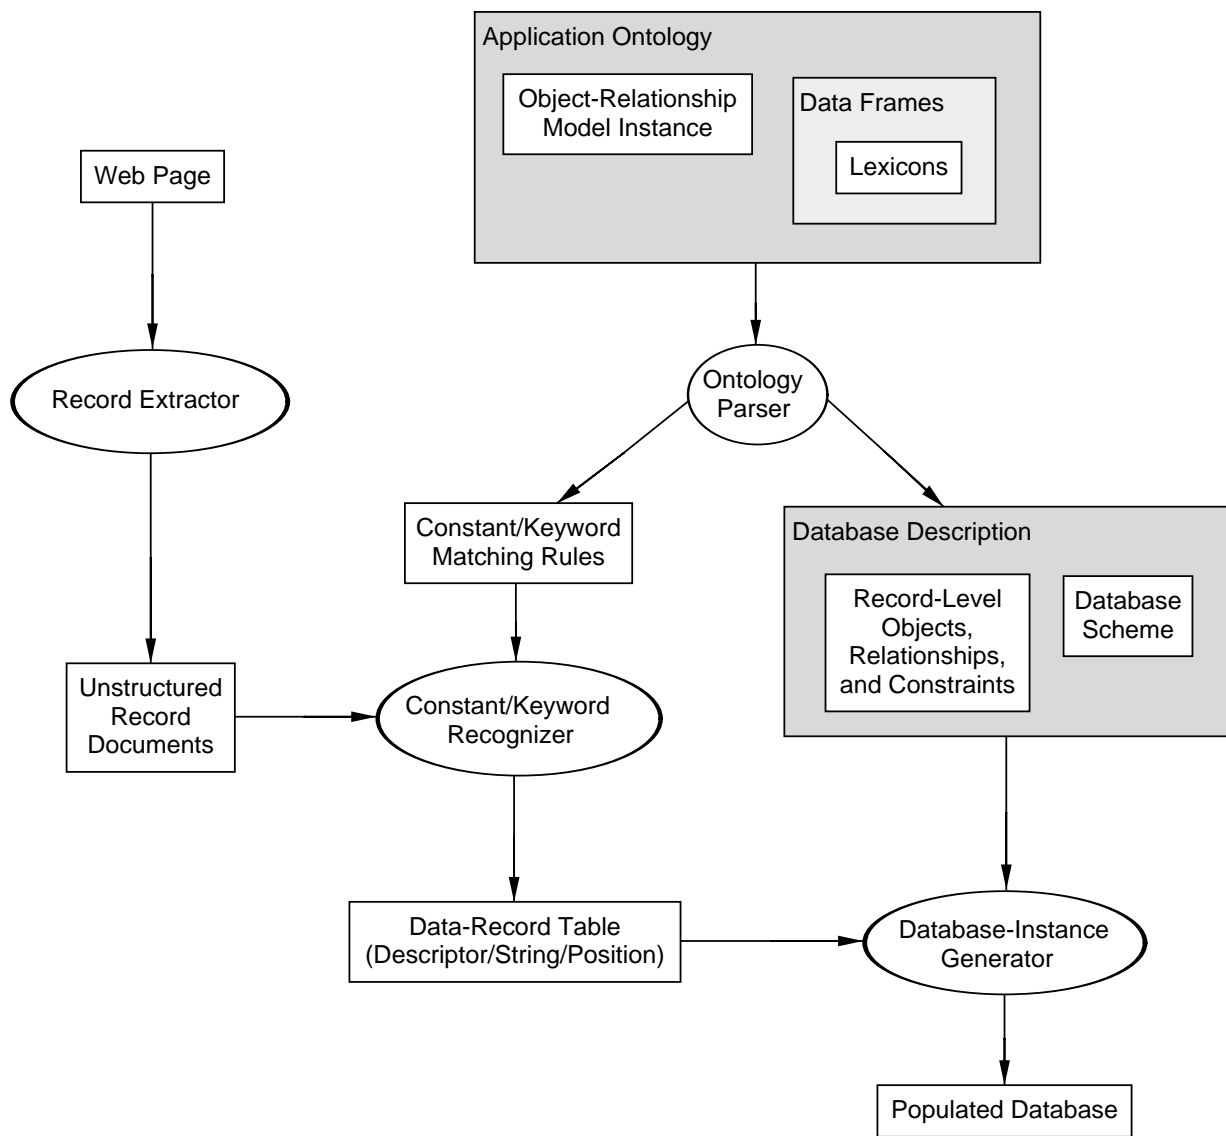 Application Ontology
Object-Relationship
Model Instance
Data Frames
Lexicons
Web Page
Record Extractor
Ontology
Parser
Constant/Keyword
Matching Rules
Database Description
Record-Level
Objects,
Relationships,
and Constraints
Database
Scheme
Unstructured
Record
Documents
Constant/Keyword
Recognizer
Data-Record Table
(Descriptor/String/Position)
Database-Instance
Generator
Populated Database